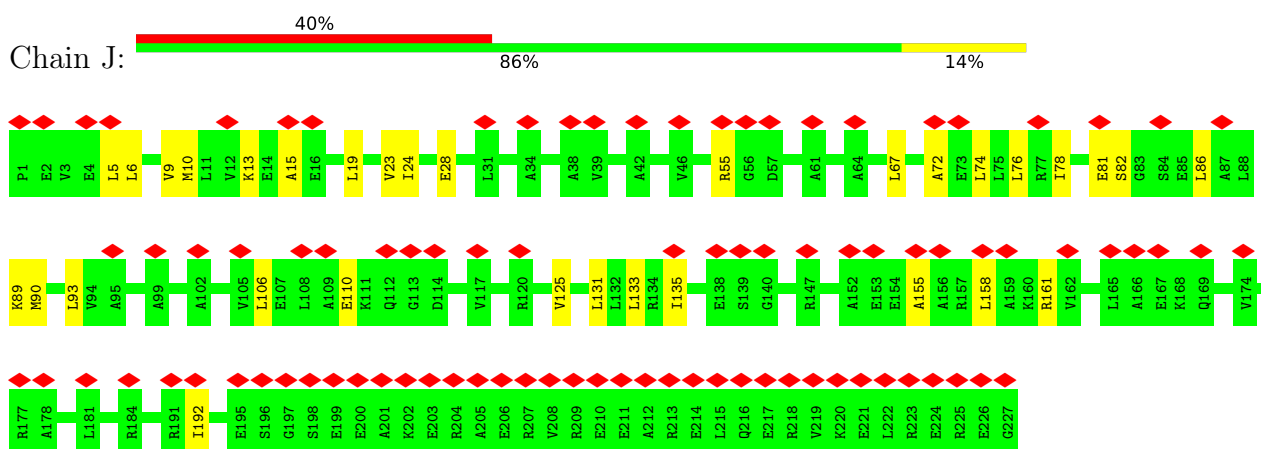 40%
Chain J:
86% 14%
P1 E2 V3 E4 L5 L6 V9 M10 L11 V12 K13 E14 A15 E16 L19 V23 I24 E28 L31 A34 A38 V39 A42 V46 R55 G56 D57 A61 A64 L67 A72 E73 L74 L75 L76 R77 I78 E81 S82 G83 S84 E85 L86 A87 L88
K89 M90 L93 V94 A95 A99 A102 V105 L106 E107 L108 A109 E110 K111 Q112 G113 D114 V117 R120 V125 L131 L132 L133 R134 I135 E138 S139 G140 R147 A152 E153 E154 A155 A156 R157 L158 A159 K160 R161 V162 L165 A166 E167 K168 Q169 V174
R177 A178 L181 R184 R191 I192 E195 S196 G197 S198 E199 E200 A201 K202 E203 R204 A205 E206 R207 V208 R209 E210 E211 A212 R213 E214 L215 Q216 E217 R218 V219 K220 E221 L222 R223 E224 R225 E226 G227